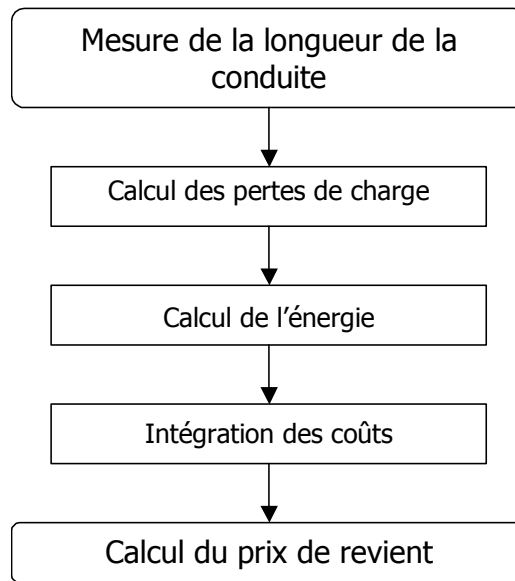 Mesure de la longueur de la
conduite
Calcul des pertes de charge
Calcul de l’énergie
Intégration des coûts
Calcul du prix de revient